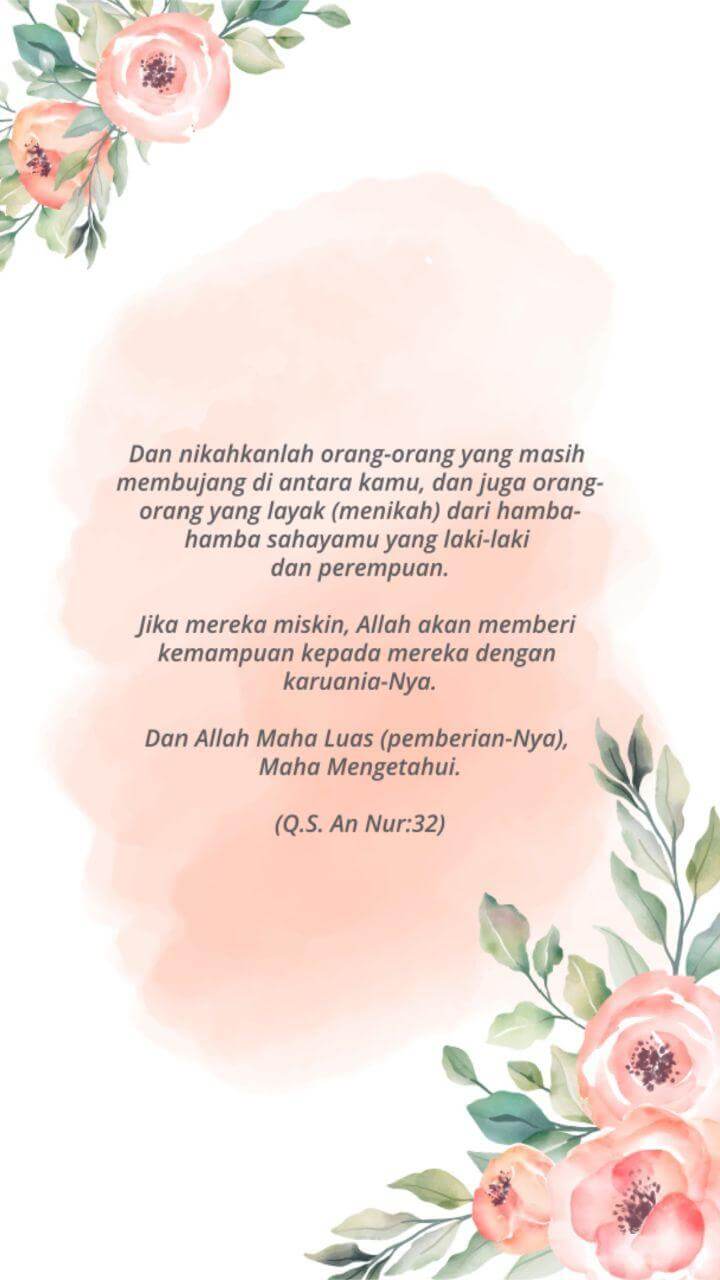 Dan nikahkanlah orang-orang yang masih
membujang di antara kamu, dan juga orang-
orang yang layak (menikah) dari hamba-
hamba sahayamu yang laki-laki
dan perempuan.
Jika mereka miskin, Allah akan memberi
kemampuan kepada mereka dengan
karuania-Nya.
Dan Allah Maha Luas (pemberian-Nya),
Maha Mengetahui.
(Q.S. An Nur:32)